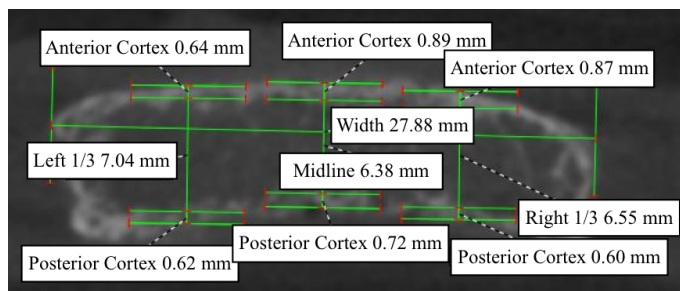 Anterior Cortex 0.64 mm
Anterior Cortex 0.89 mm
Anterior Cortex 0.87 mm
Width 27.88 mm
Left 1/3 7.04 mm
Midline 6.38 mm
Right 1/3 6.55 mm
Posterior Cortex 0.62 mm
Posterior Cortex 0.72 mm
Posterior Cortex 0.60 mm